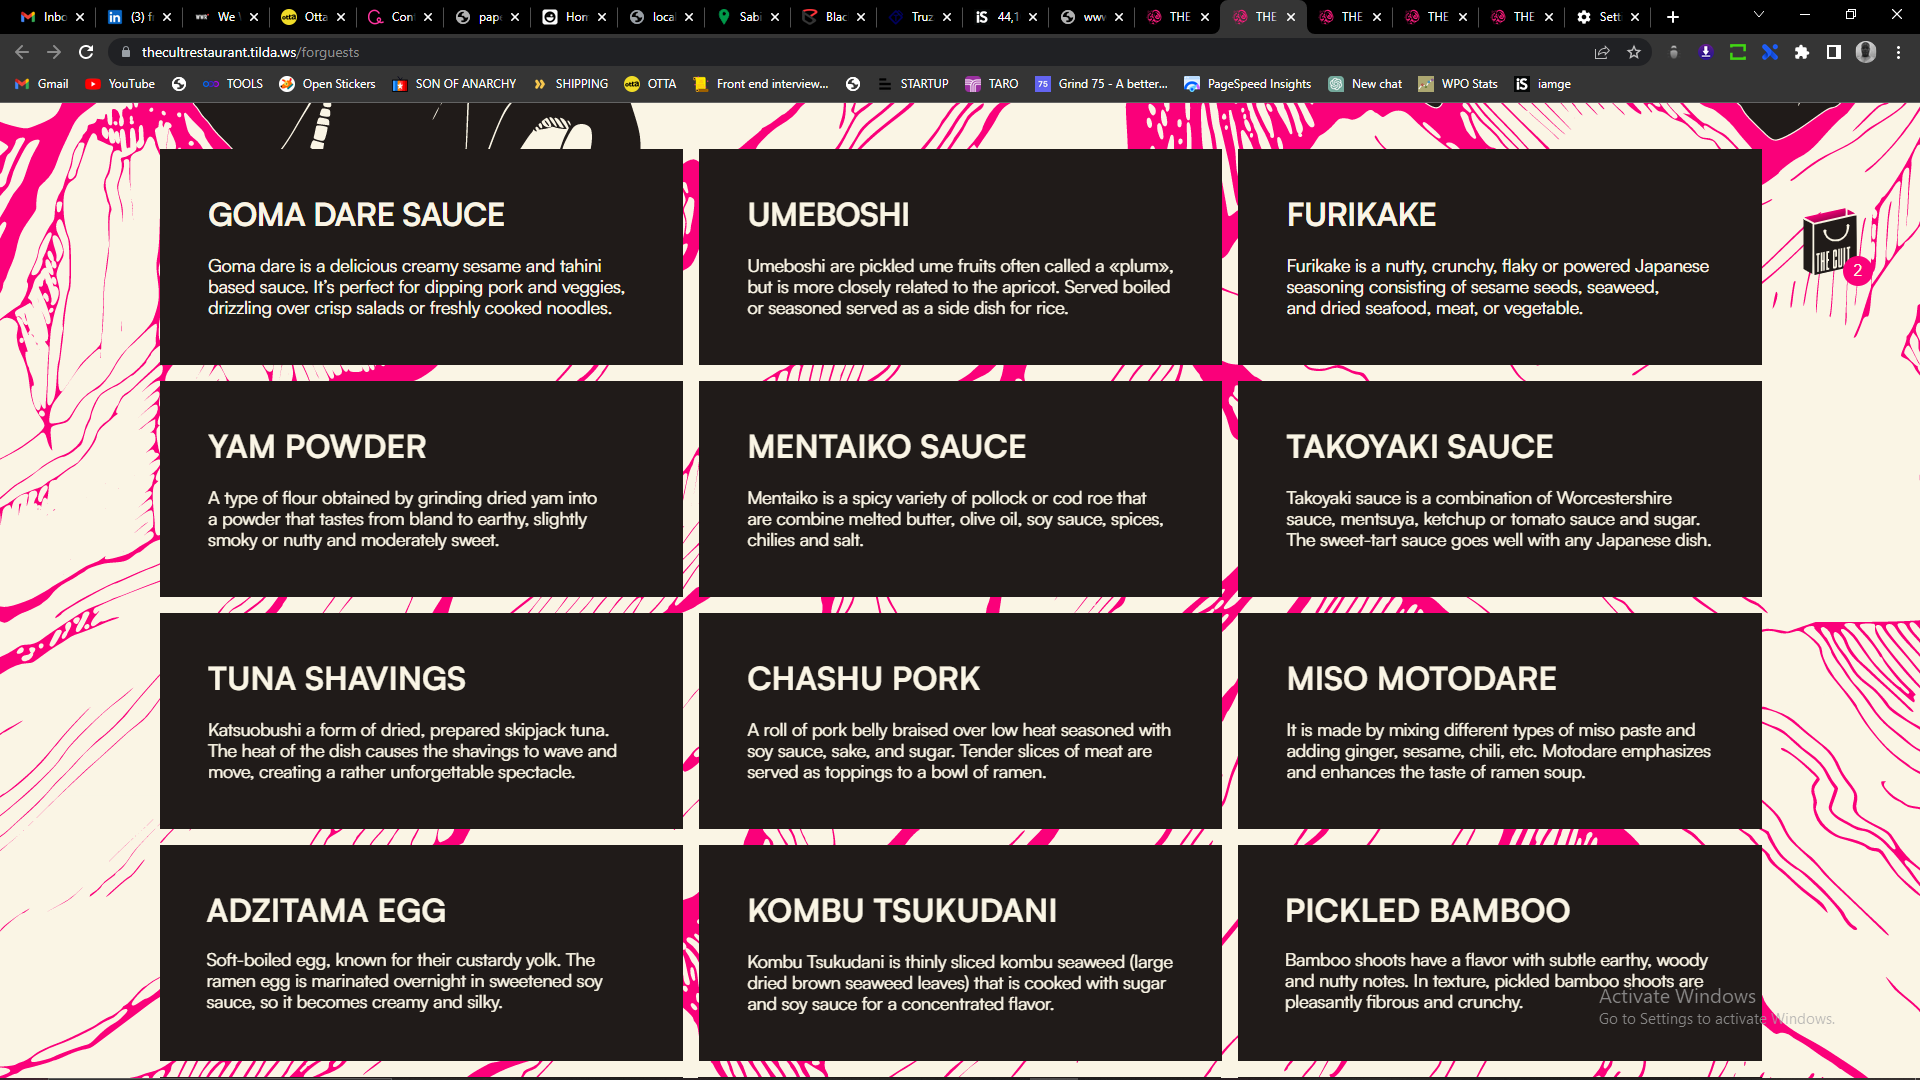 Inbo
(3) f
We
Otta
Con
pap
Hon
loca
Sabi
Blac
Truz
44,1
www
THE
THE
THE
THE
THE
Sett
thecultrestaurant.tilda.ws/forguests
Gmail
YouTube
TOOLS
Open Stickers
SON OF ANARCHY
SHIPPING
OTTA
Front end interview...
STARTUP
TARO
Grind 75 - A better...
PageSpeed Insights
New chat
WPO Stats
iamge
GOMA DARE SAUCE
Goma dare is a delicious creamy sesame and tahini
based sauce. It's perfect for dipping pork and veggies,
drizzling over crisp salads or freshly cooked noodles.
UMEBOSHI
Umeboshi are pickled ume fruits often called a «plum»,
but is more closely related to the apricot. Served boiled
or seasoned served as a side dish for rice.
FURIKAKE
Furikake is a nutty, crunchy, flaky or powered Japanese
seasoning consisting of sesame seeds, seaweed,
and dried seafood, meat, or vegetable.
THE CULT
2
YAM POWDER
A type of flour obtained by grinding dried yam into
a powder that tastes from bland to earthy, slightly
smoky or nutty and moderately sweet.
MENTAIKO SAUCE
Mentaiko is a spicy variety of pollock or cod roe that
are combine melted butter, olive oil, soy sauce, spices,
chilies and salt.
TAKOYAKI SAUCE
Takoyaki sauce is a combination of Worcestershire
sauce, mentsuya, ketchup or tomato sauce and sugar.
The sweet-tart sauce goes well with any Japanese dish.
TUNA SHAVINGS
Katsuobushi a form of dried, prepared skipjack tuna.
The heat of the dish causes the shavings to wave and
move, creating a rather unforgettable spectacle.
CHASHU PORK
A roll of pork belly braised over low heat seasoned with
soy sauce, sake, and sugar. Tender slices of meat are
served as toppings to a bowl of ramen.
MISO MOTODARE
It is made by mixing different types of miso paste and
adding ginger, sesame, chili, etc. Motodare emphasizes
and enhances the taste of ramen soup.
ADZITAMA EGG
Soft-boiled egg, known for their custardy yolk. The
ramen egg is marinated overnight in sweetened soy
sauce, so it becomes creamy and silky.
KOMBU TSUKUDANI
Kombu Tsukudani is thinly sliced kombu seaweed (large
dried brown seaweed leaves) that is cooked with sugar
and soy sauce for a concentrated flavor.
PICKLED BAMBOO
Bamboo shoots have a flavor with subtle earthy, woody
and nutty notes. In texture, pickled bamboo shoots are
pleasantly fibrous and crunchy.
Activate Windows
Go to Settings to activate Windows.